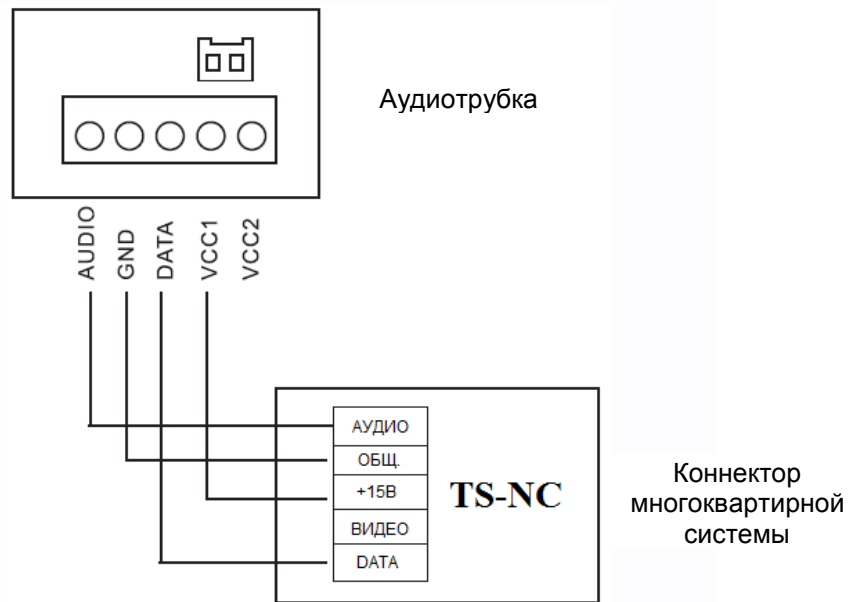 Аудиотрубка
AUDIO
GND
DATA
VCC1
VCC2
АУДИО
ОБЩ.
+15В
ВИДЕО
DATA
TS-NC
Коннектор
многоквартирной
системы